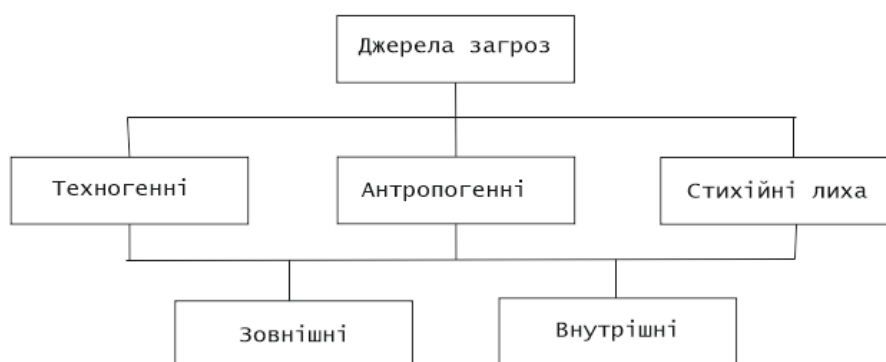 Джерела загроз
Техногенні
Антропогенні
Стихійні лиха
Зовнішні
Внутрішні